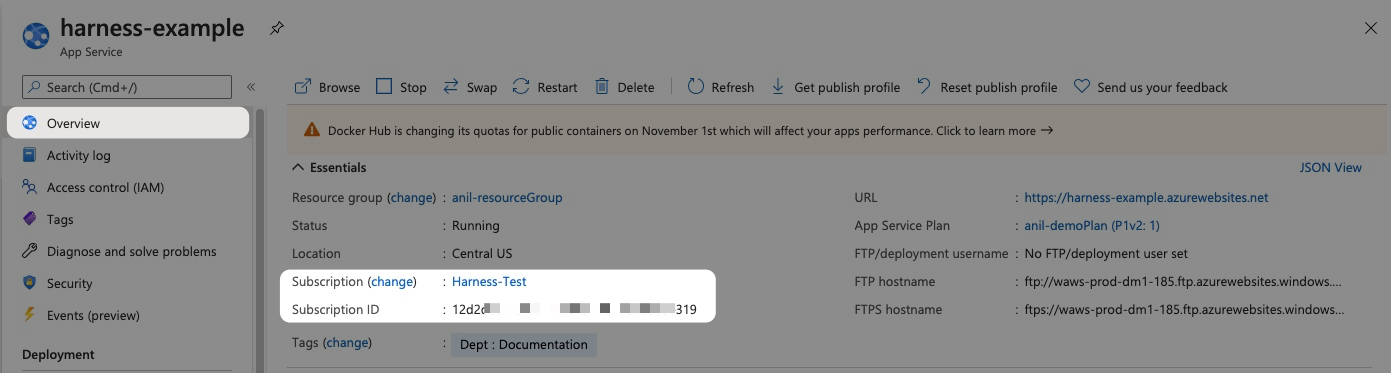 harness-example
App Service
Search (Cmd+/)
«
Browse Stop Swap Restart Delete Refresh Get publish profile Reset publish profile Send us your feedback
Overview
Activity log
Access control (IAM)
Tags
Diagnose and solve problems
Security
Events (preview)
Deployment
Docker Hub is changing its quotas for public containers on November 1st which will affect your apps performance. Click to learn more →
Essentials
JSON View
Resource group (change) : anil-resourceGroup
Status : Running
Location : Central US
Subscription (change) : Harness-Test
Subscription ID : 12d2 319
Tags (change) : Dept : Documentation
URL : https://harness-example.azurewebsites.net
App Service Plan : anil-demoPlan (P1v2: 1)
FTP/deployment username : No FTP/deployment user set
FTP hostname : ftp://waws-prod-dm1-185.ftp.azurewebsites.windows....
FTPS hostname : ftps://waws-prod-dm1-185.ftp.azurewebsites.windows...